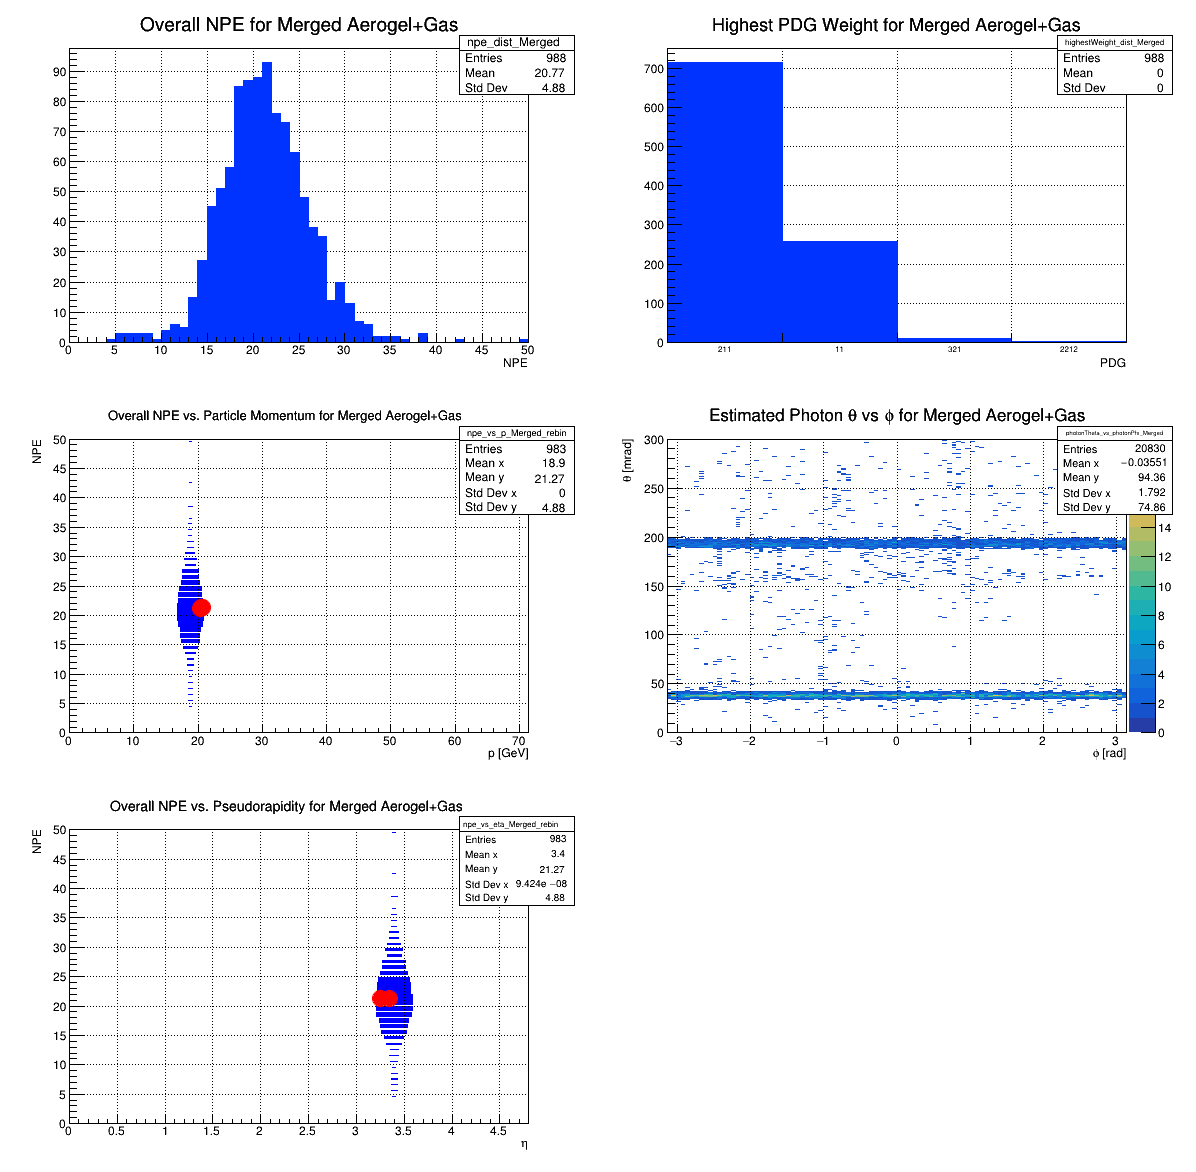 Overall NPE for Merged Aerogel+Gas
npe_dist_Merged
Entries 988
Mean 20.77
Std Dev 4.88
90
80
70
60
50
40
30
20
10
0
0 5 10 15 20 25 30 35 40 45 50
NPE
Highest PDG Weight for Merged Aerogel+Gas
highestWeight_dist_Merged
Entries 988
Mean 0
Std Dev 0
700
600
500
400
300
200
100
0
211 11 321 2212
PDG
Overall NPE vs. Particle Momentum for Merged Aerogel+Gas
npe_vs_p_Merged_rebin
Entries 983
Mean x 18.9
Mean y 21.27
Std Dev x 0
Std Dev y 4.88
NPE
50
45
40
35
30
25
20
15
10
5
0
0 10 20 30 40 50 60 70
p [GeV]
Estimated Photon θ vs ϕ for Merged Aerogel+Gas
photonTheta_vs_photonPhi_Merged
Entries 20830
Mean x −0.03551
Mean y 94.36
Std Dev x 1.792
Std Dev y 74.86
θ [mrad]
300
250
200
150
100
50
0
−3 −2 −1 0 1 2 3
ϕ [rad]
14
12
10
8
6
4
2
0
Overall NPE vs. Pseudorapidity for Merged Aerogel+Gas
npe_vs_eta_Merged_rebin
Entries 983
Mean x 3.4
Mean y 21.27
Std Dev x 9.424e −08
Std Dev y 4.88
NPE
50
45
40
35
30
25
20
15
10
5
0
0 0.5 1 1.5 2 2.5 3 3.5 4 4.5
η